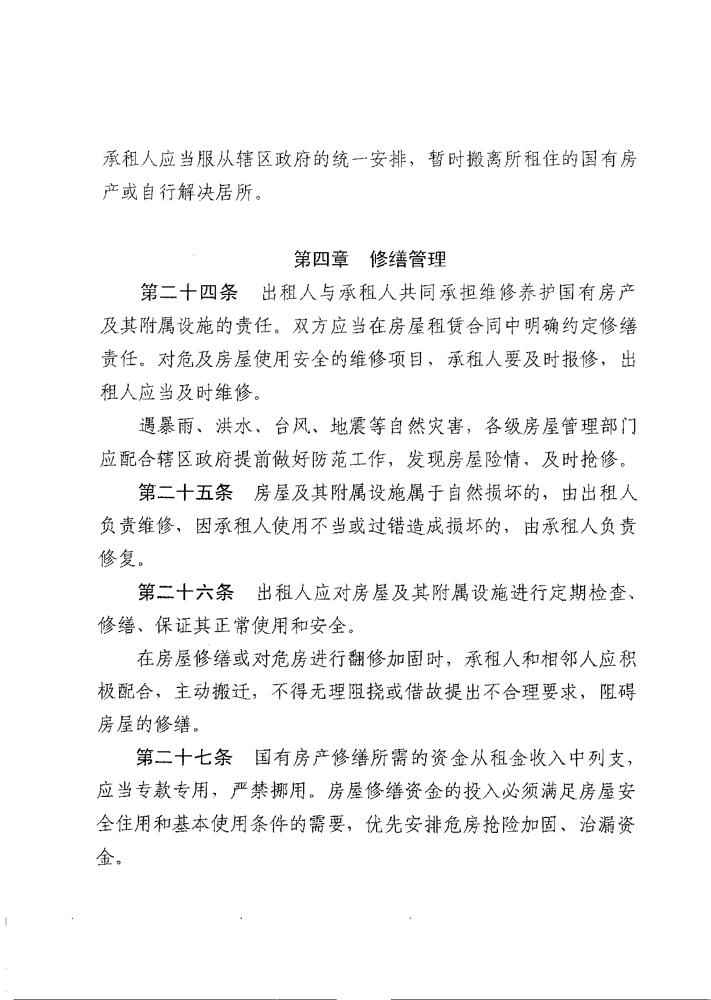 承租人应当服从辖区政府的统一安排，暂时搬离所租住的国有房
产或自行解决居所。
第四章　修缮管理
第二十四条　出租人与承租人共同承担维修养护国有房产
及其附属设施的责任。双方应当在房屋租赁合同中明确约定修缮
责任。对危及房屋使用安全的维修项目，承租人要及时报修，出
租人应当及时维修。
遇暴雨、洪水、台风、地震等自然灾害，各级房屋管理部门
应配合辖区政府提前做好防范工作，发现房屋险情，及时抢修。
第二十五条　房屋及其附属设施属于自然损坏的，由出租人
负责维修，因承租人使用不当或过错造成损坏的，由承租人负责
修复。
第二十六条　出租人应对房屋及其附属设施进行定期检查、
修缮、保证其正常使用和安全。
在房屋修缮或对危房进行翻修加固时，承租人和相邻人应积
极配合，主动搬迁，不得无理阻挠或借故提出不合理要求，阻碍
房屋的修缮。
第二十七条　国有房产修缮所需的资金从租金收入中列支，
应当专款专用，严禁挪用。房屋修缮资金的投入必须满足房屋安
全住用和基本使用条件的需要，优先安排危房抢险加固、治漏资
金。